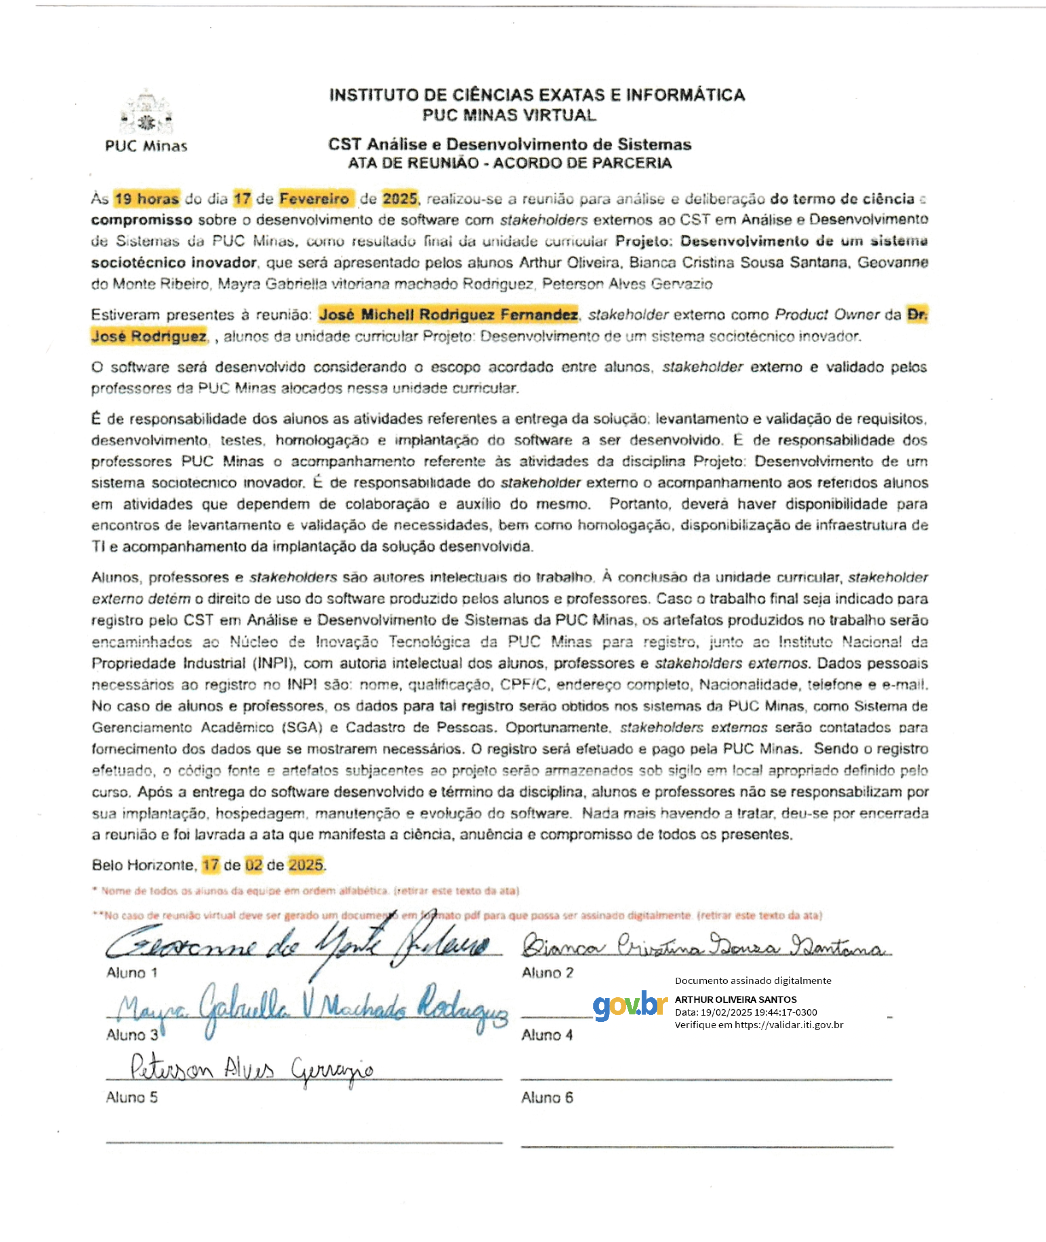 INSTITUTO DE CIÊNCIAS EXATAS E INFORMÁTICA
PUC MINAS VIRTUAL
PUC Minas
CST Análise e Desenvolvimento de Sistemas
ATA DE REUNIÃO - ACORDO DE PARCERIA
Às 19 horas do dia 17 de Fevereiro de 2025, realizou-se a reunião para análise e deliberação do termo de ciência e
compromisso sobre o desenvolvimento de software com stakeholders externos ao CST em Análise e Desenvolvimento
de Sistemas da PUC Minas, como resultado final da unidade curricular Projeto: Desenvolvimento de um sistema
sociotécnico inovador, que será apresentado pelos alunos Arthur Oliveira, Bianca Cristina Sousa Santana, Geovanne
do Monte Ribeiro, Mayra Gabriella vitoriana machado Rodriguez, Peterson Alves Gervazio
Estiveram presentes à reunião: José Michell Rodriguez Fernandez, stakeholder externo como Product Owner da Dr.
José Rodriguez, , alunos da unidade curricular Projeto: Desenvolvimento de um sistema sociotécnico inovador.
O software será desenvolvido considerando o escopo acordado entre alunos, stakeholder externo e validado pelos
professores da PUC Minas alocados nessa unidade curricular.
É de responsabilidade dos alunos as atividades referentes a entrega da solução: levantamento e validação de requisitos,
desenvolvimento, testes, homologação e implantação do software a ser desenvolvido. É de responsabilidade dos
professores PUC Minas o acompanhamento referente às atividades da disciplina Projeto: Desenvolvimento de um
sistema sociotecnico inovador. É de responsabilidade do stakeholder externo o acompanhamento aos referidos alunos
em atividades que dependem de colaboração e auxílio do mesmo. Portanto, deverá haver disponibilidade para
encontros de levantamento e validação de necessidades, bem como homologação, disponibilização de infraestrutura de
TI e acompanhamento da implantação da solução desenvolvida.
Alunos, professores e stakeholders são autores intelectuais do trabalho. À conclusão da unidade curricular, stakeholder
externo detém o direito de uso do software produzido pelos alunos e professores. Caso o trabalho final seja indicado para
registro pelo CST em Análise e Desenvolvimento de Sistemas da PUC Minas, os artefatos produzidos no trabalho serão
encaminhados ao Núcleo de Inovação Tecnológica da PUC Minas para registro, junto ao Instituto Nacional da
Propriedade Industrial (INPI), com autoria intelectual dos alunos, professores e stakeholders externos. Dados pessoais
necessários ao registro no INPI são: nome, qualificação, CPF/C, endereço completo, Nacionalidade, telefone e e-mail.
No caso de alunos e professores, os dados para tal registro serão obtidos nos sistemas da PUC Minas, como Sistema de
Gerenciamento Acadêmico (SGA) e Cadastro de Pessoas. Oportunamente, stakeholders externos serão contatados para
fornecimento dos dados que se mostrarem necessários. O registro será efetuado e pago pela PUC Minas. Sendo o registro
efetuado, o código fonte e artefatos subjacentes ao projeto serão armazenados sob sigilo em local apropriado definido pelo
curso. Após a entrega do software desenvolvido e término da disciplina, alunos e professores não se responsabilizam por
sua implantação, hospedagem, manutenção e evolução do software. Nada mais havendo a tratar, deu-se por encerrada
a reunião e foi lavrada a ata que manifesta a ciência, anuência e compromisso de todos os presentes.
Belo Horizonte, 17 de 02 de 2025.
* Nome de todos os alunos da equipe em ordem alfabética. (retirar este texto da ata)
**No caso de reunião virtual deve ser gerado um documento em formato pdf para que possa ser assinado digitalmente. (retirar este texto da ata)
Geovanne do Monte Ribeiro
Bianca Cristina Souza Santana
Aluno 1
Aluno 2
Mayra Gabriella V Machado Rodriguez
gov.br
Documento assinado digitalmente
ARTHUR OLIVEIRA SANTOS
Data: 19/02/2025 19:44:17-0300
Verifique em https://validar.iti.gov.br
Aluno 3
Aluno 4
Peterson Alves Gervazio
Aluno 5
Aluno 6